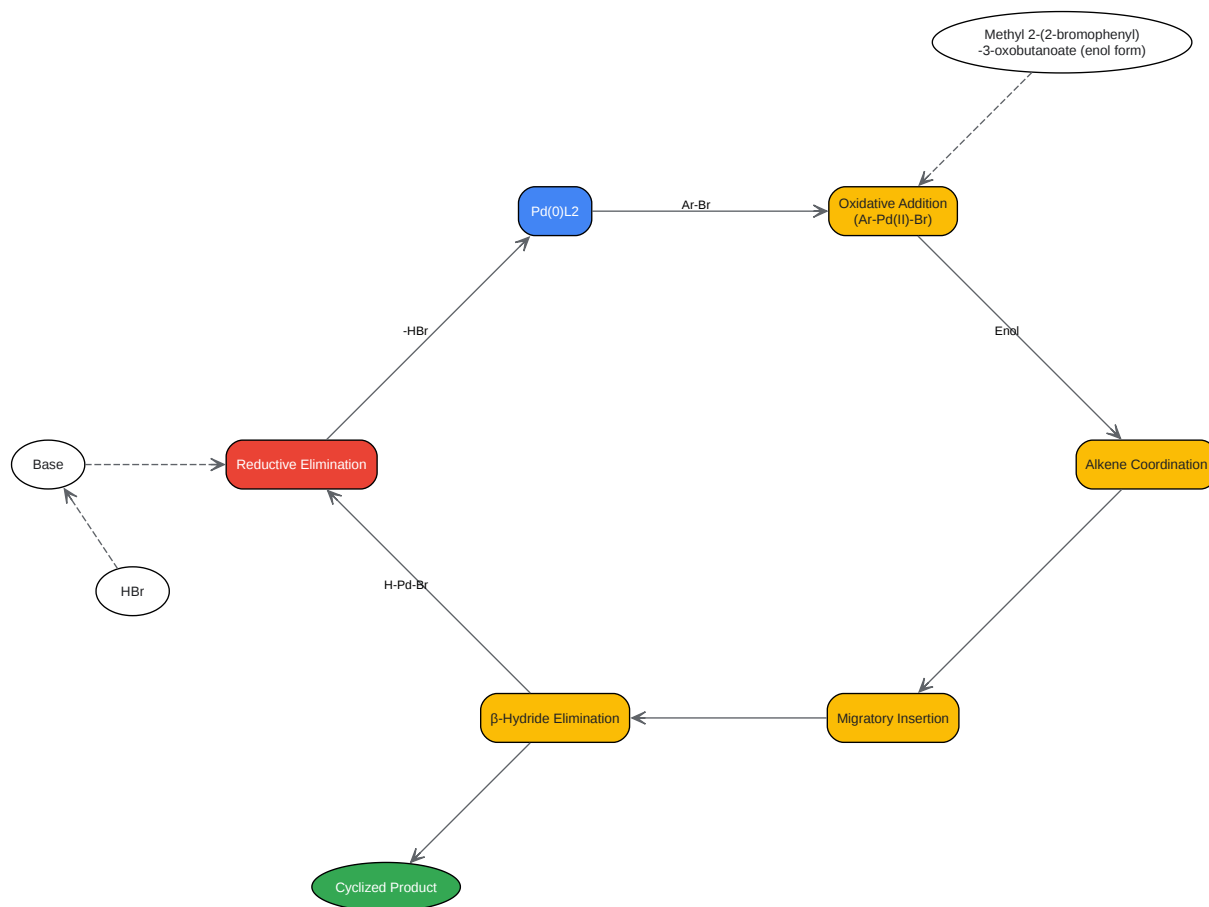 Methyl 2-(2-bromophenyl)
-3-oxobutanoate (enol form)
Pd(0)L2
Ar-Br
Oxidative Addition
(Ar-Pd(II)-Br)
-HBr
Enol
Base
Reductive Elimination
Alkene Coordination
HBr
H-Pd-Br
β-Hydride Elimination
Migratory Insertion
Cyclized Product